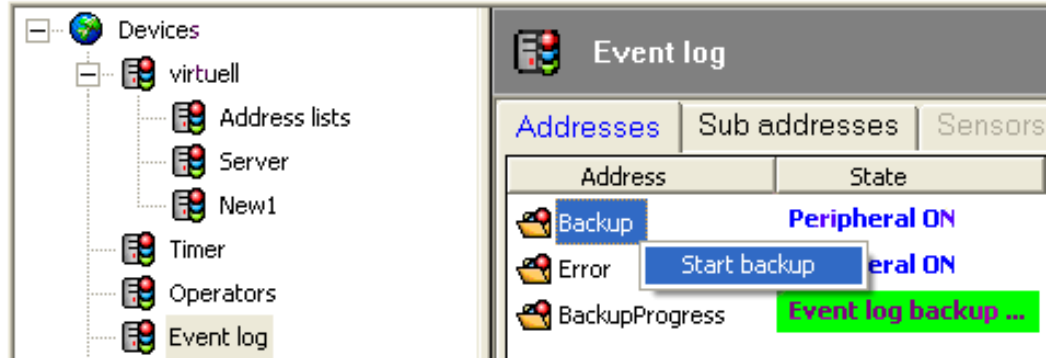 Devices
virtuell
Address lists
Server
New1
Timer
Operators
Event log
Event log
Addresses Sub addresses Sensors
Address State
Backup Peripheral ON
Start backup
Error eral ON
BackupProgress Event log backup ...